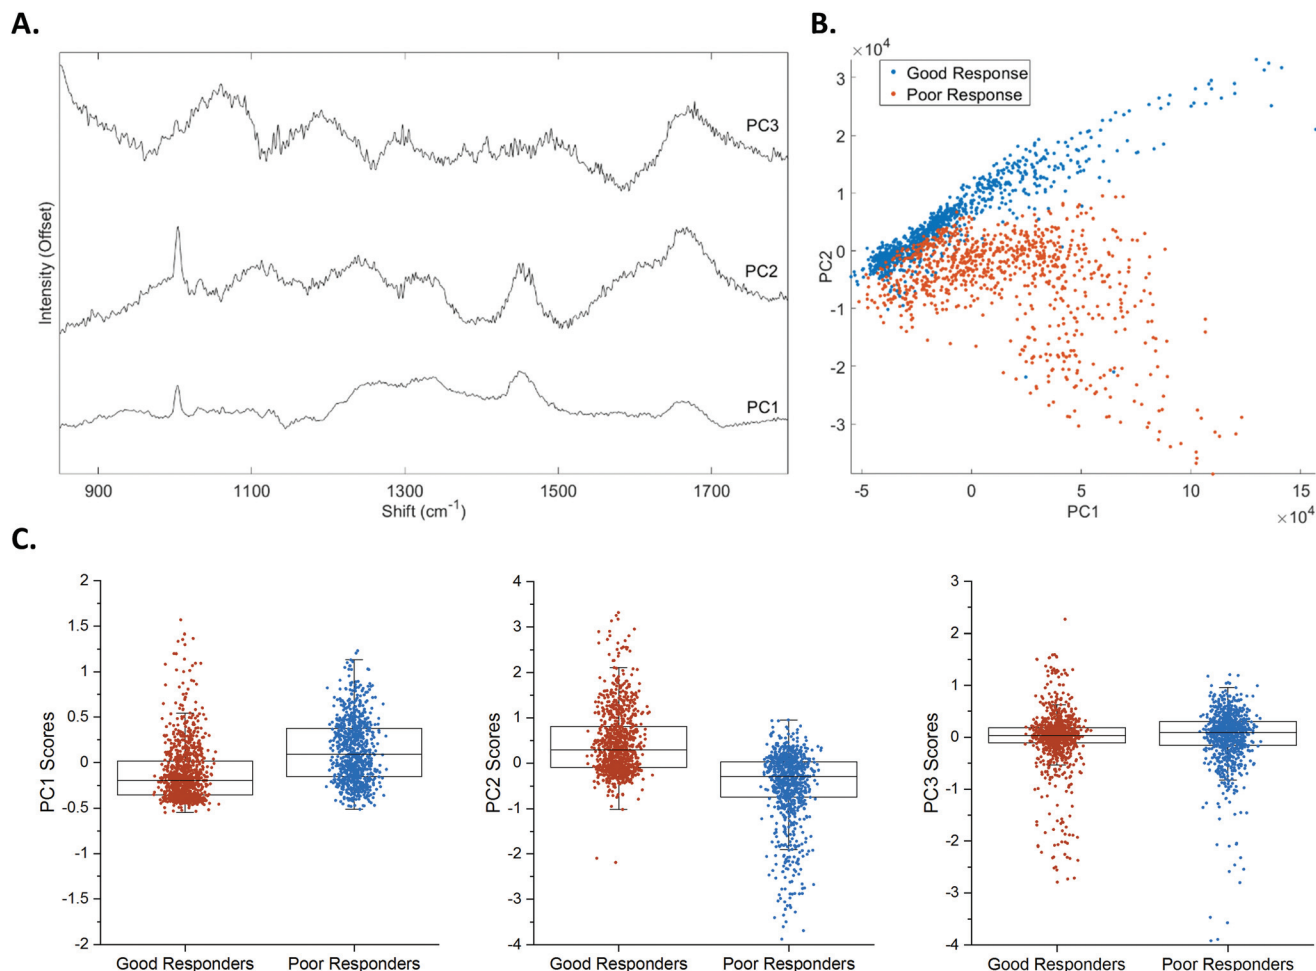 A.
Intensity (Offset)
PC3
PC2
PC1
900 1100 1300 1500 1700
Shift (cm⁻¹)
B.
×10⁴
Good Response
Poor Response
3
2
1
0
-1
-2
-3
PC2
-5 0 5 10 15
PC1
×10⁴
C.
PC1 Scores
2
1.5
1
0.5
0
-0.5
-1
-1.5
-2
Good Responders Poor Responders
PC2 Scores
4
3
2
1
0
-1
-2
-3
-4
Good Responders Poor Responders
PC3 Scores
3
2
1
0
-1
-2
-3
-4
Good Responders Poor Responders